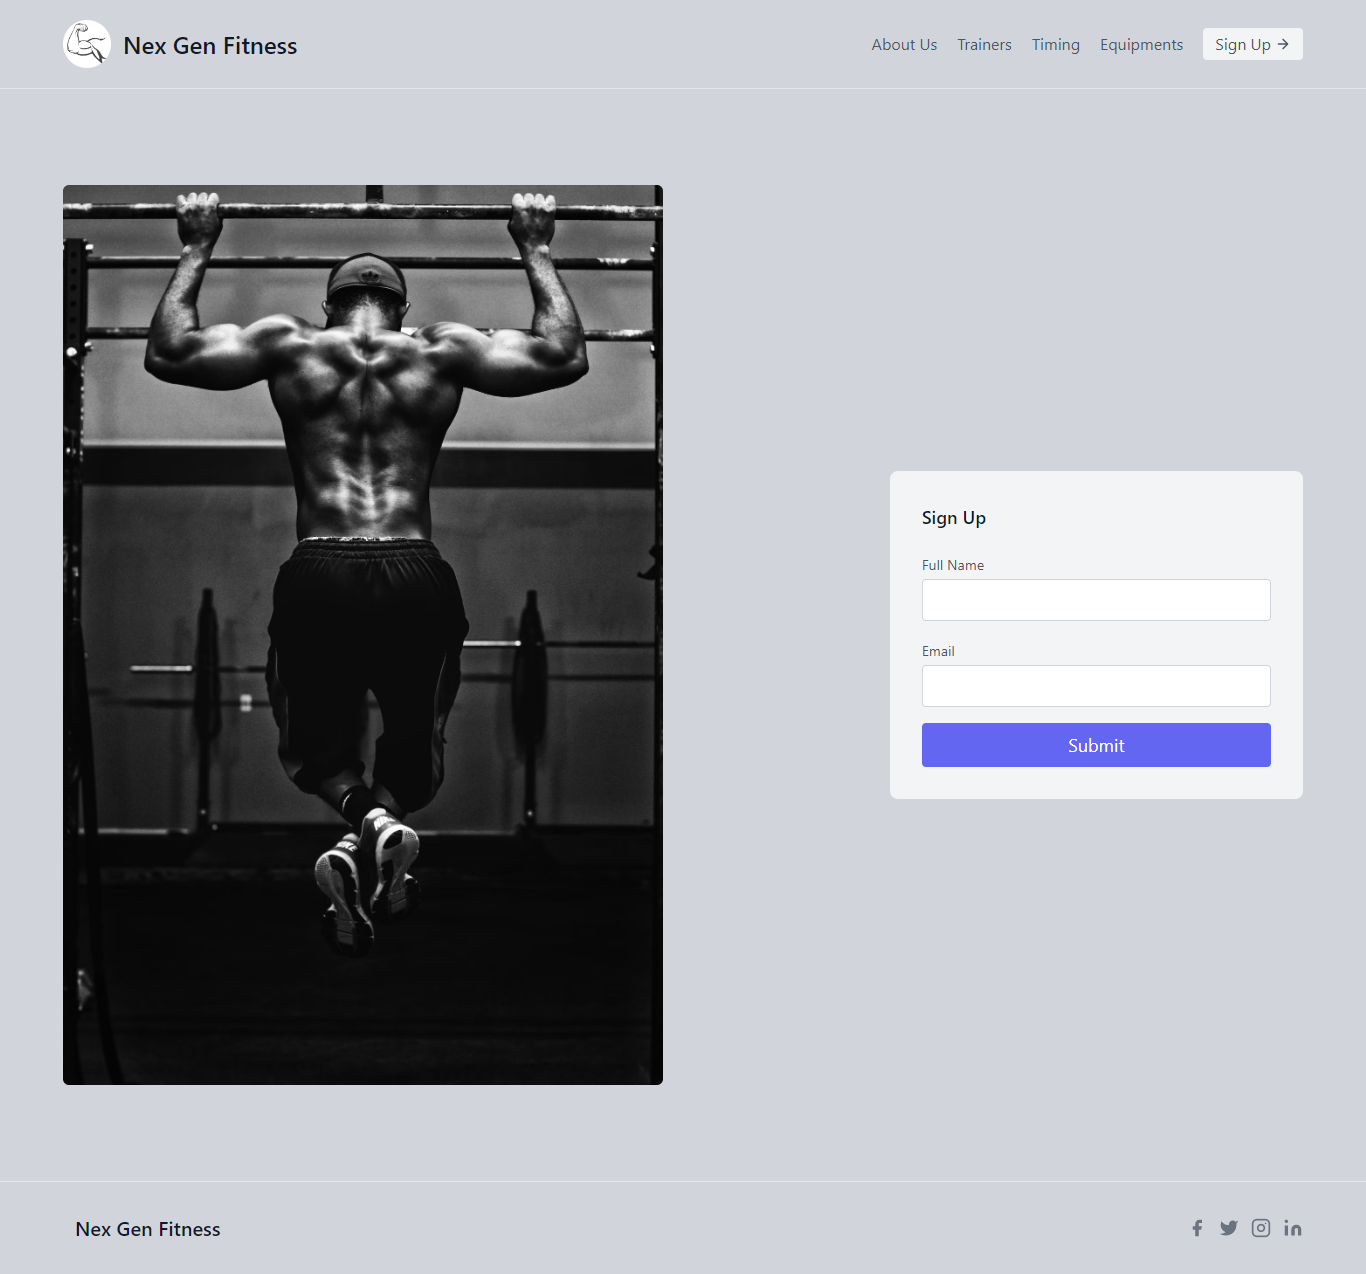 Nex Gen Fitness
About Us Trainers Timing Equipments Sign Up →
Sign Up
Full Name
Email
Submit
Nex Gen Fitness